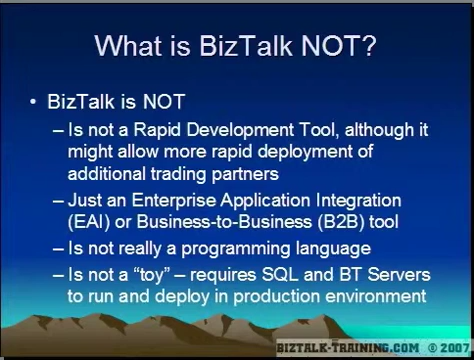 What is BizTalk NOT?
• BizTalk is NOT
– Is not a Rapid Development Tool, although it
might allow more rapid deployment of
additional trading partners
– Just an Enterprise Application Integration
(EAI) or Business-to-Business (B2B) tool
– Is not really a programming language
– Is not a “toy” – requires SQL and BT Servers
to run and deploy in production environment
BIZTALK-TRAINING.COM © 2007